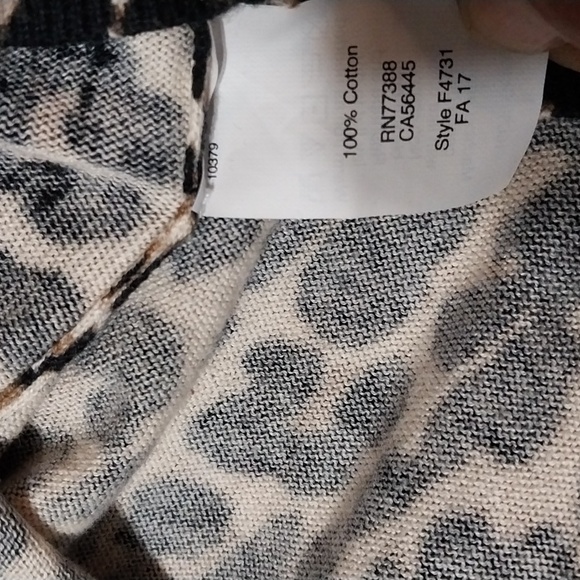 100% Cotton
RN77388
CA56445
Style F4731
FA 17
10379